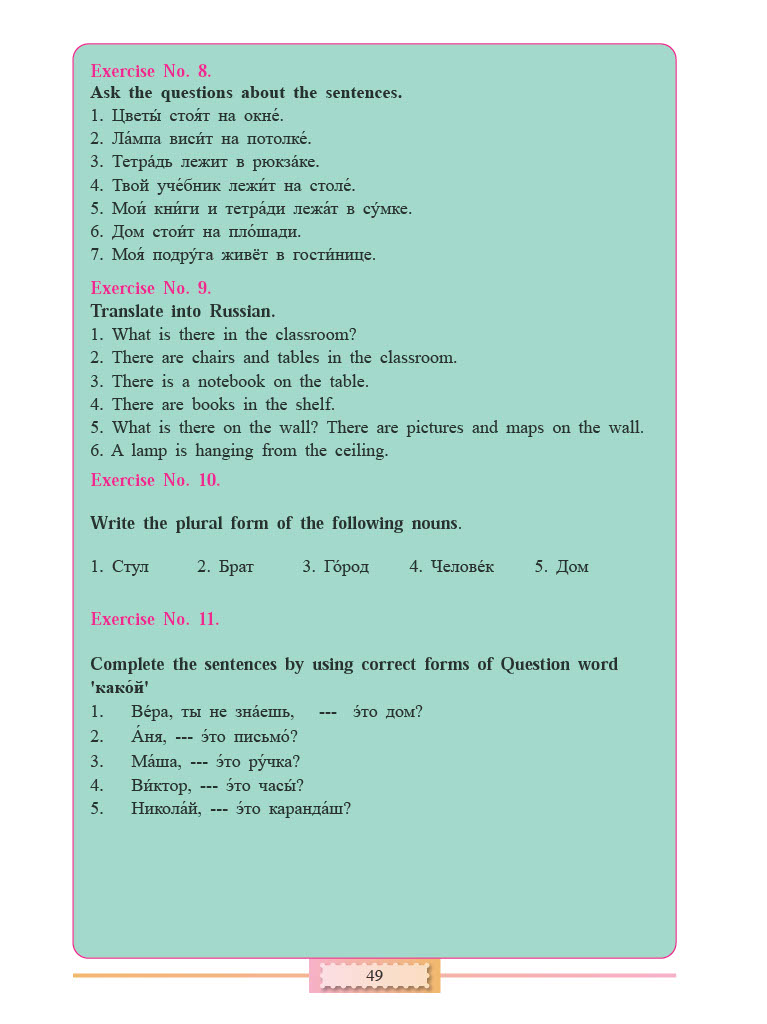 Exercise No. 8.
Ask the questions about the sentences.
1. Цветы́ стоя́т на окне́.
2. Ла́мпа виси́т на потолке́.
3. Тетра́дь лежит в рюкза́ке.
4. Твой уче́бник лежи́т на столе́.
5. Мои́ кни́ги и тетра́ди лежа́т в су́мке.
6. Дом стои́т на пло́шади.
7. Моя́ подру́га живёт в гости́нице.
Exercise No. 9.
Translate into Russian.
1. What is there in the classroom?
2. There are chairs and tables in the classroom.
3. There is a notebook on the table.
4. There are books in the shelf.
5. What is there on the wall? There are pictures and maps on the wall.
6. A lamp is hanging from the ceiling.
Exercise No. 10.
Write the plural form of the following nouns.
1. Стул 2. Брат 3. Го́род 4. Челове́к 5. Дом
Exercise No. 11.
Complete the sentences by using correct forms of Question word
'како́й'
1. Ве́ра, ты не зна́ешь, --- э́то дом?
2. А́ня, --- э́то письмо́?
3. Ма́ша, --- э́то ру́чка?
4. Ви́ктор, --- э́то часы́?
5. Никола́й, --- э́то каранда́ш?
49